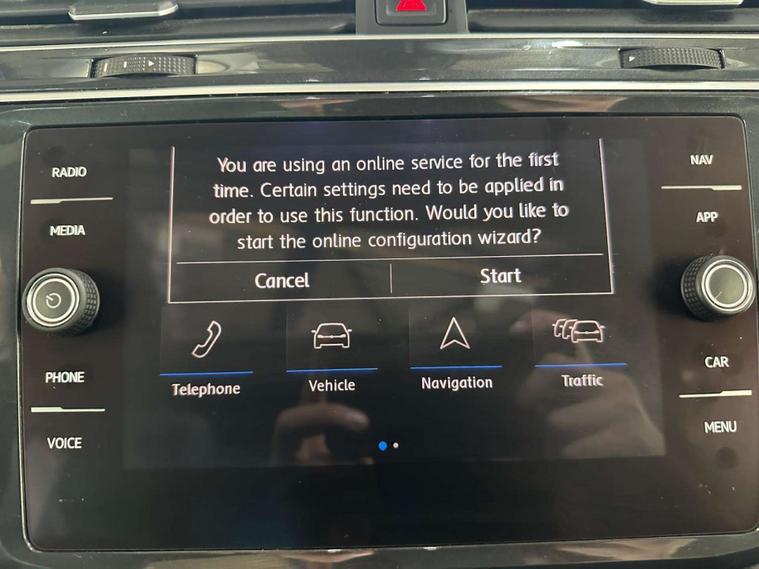 RADIO
MEDIA
PHONE
VOICE
You are using an online service for the first
time. Certain settings need to be applied in
order to use this function. Would you like to
start the online configuration wizard?
Cancel
Start
Telephone
Vehicle
Navigation
Traffic
NAV
APP
CAR
MENU